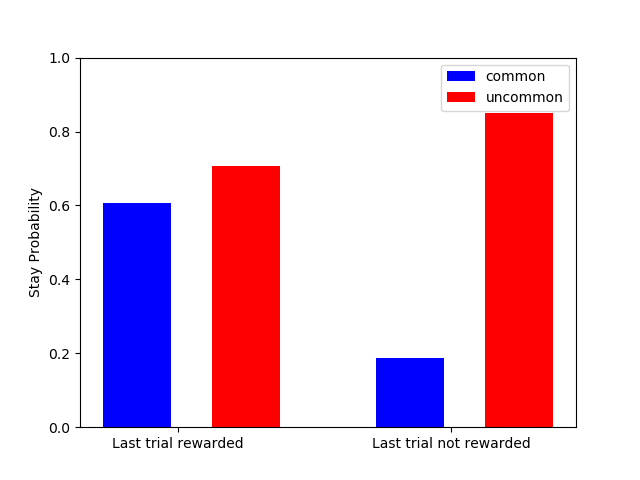 1.0
0.8
0.6
0.4
0.2
0.0
Stay Probability
common
uncommon
Last trial rewarded
Last trial not rewarded